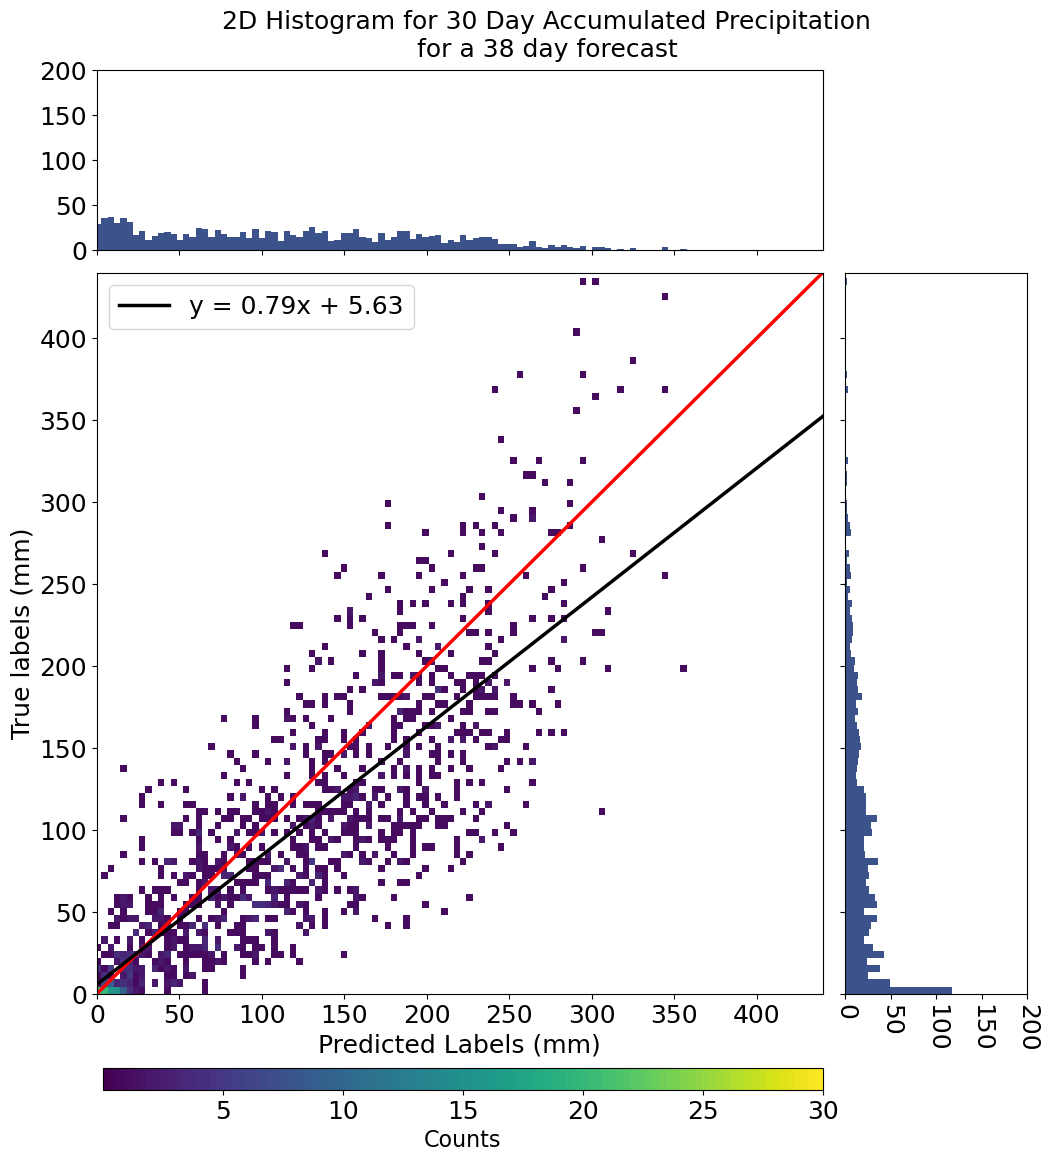 2D Histogram for 30 Day Accumulated Precipitation
for a 38 day forecast
200
150
100
50
0
y = 0.79x + 5.63
400
350
300
250
200
150
100
50
0
True labels (mm)
0 50 100 150 200 250 300 350 400
Predicted Labels (mm)
0 50 100 150 200
5 10 15 20 25 30
Counts